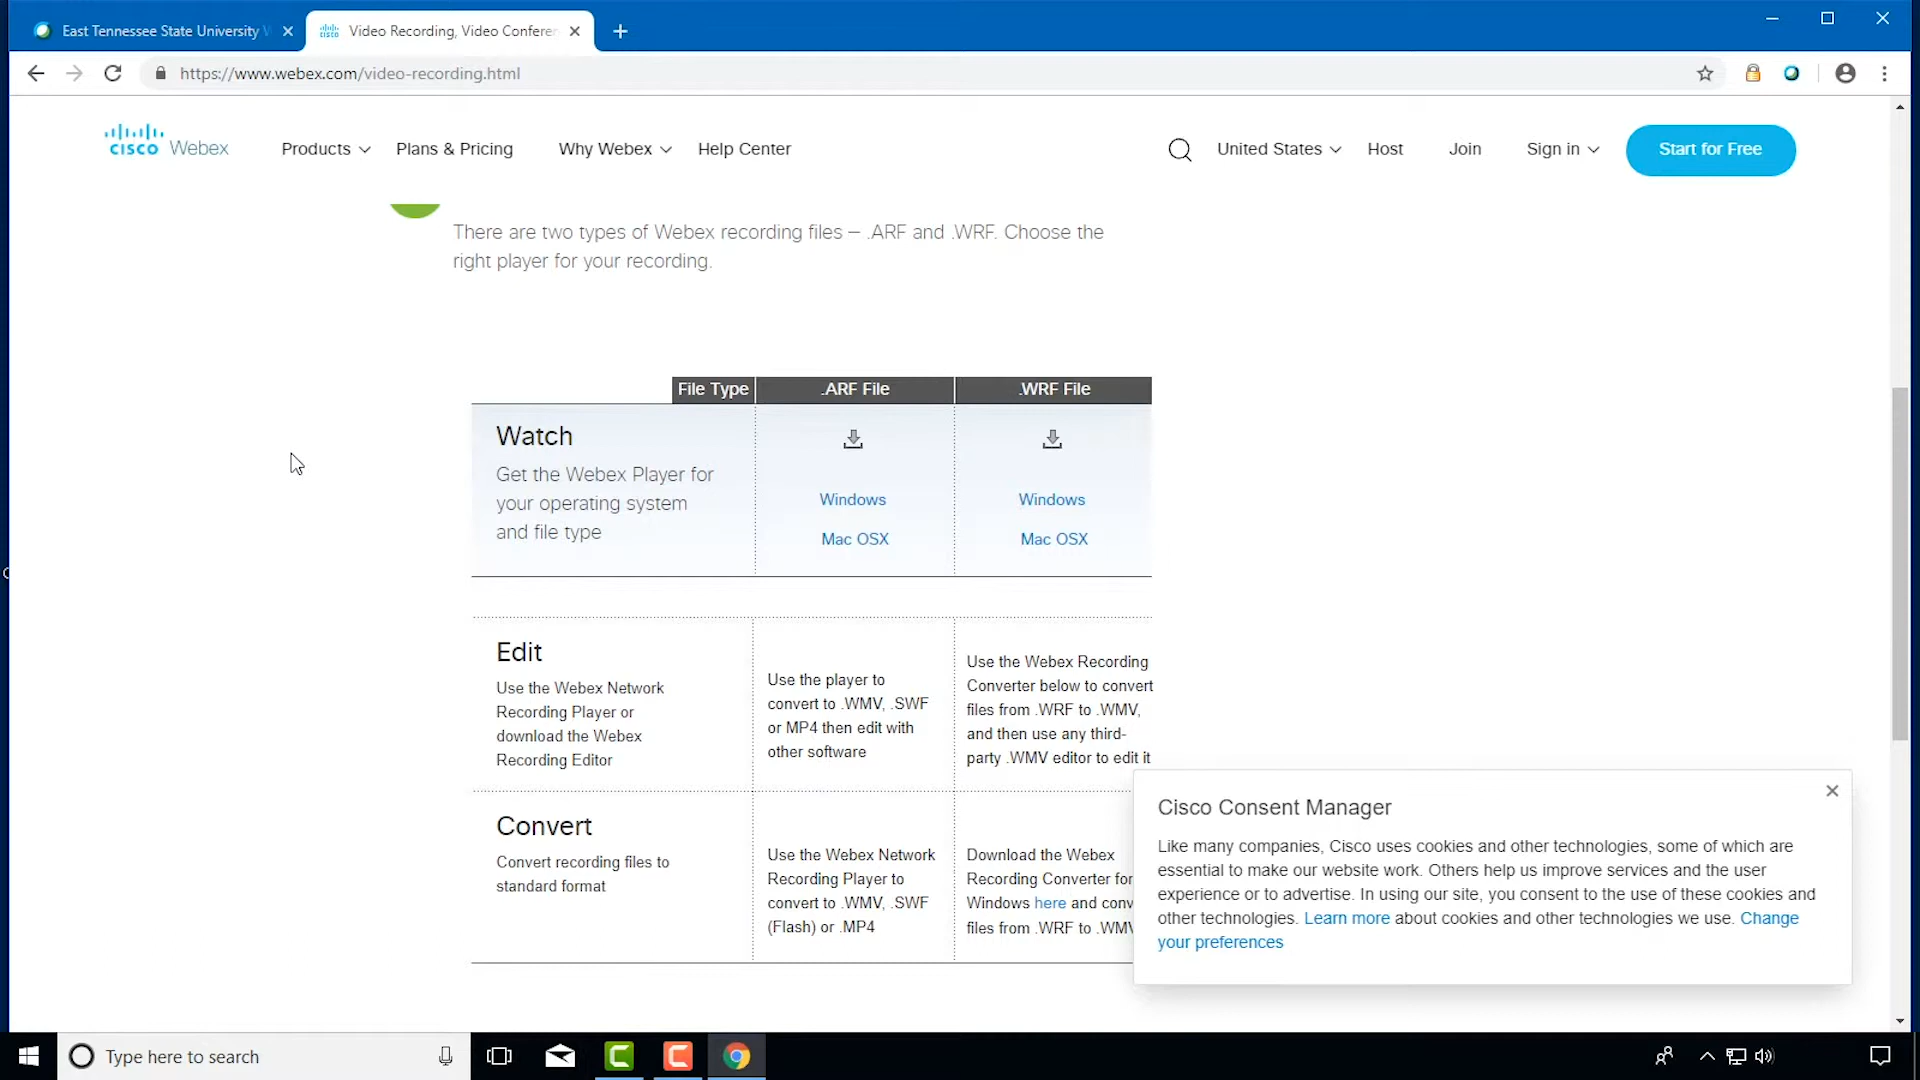 East Tennessee State University
Video Recording, Video Conferen
https://www.webex.com/video-recording.html
cisco Webex
Products
Plans & Pricing
Why Webex
Help Center
United States
Host
Join
Sign in
Start for Free
There are two types of Webex recording files – .ARF and .WRF. Choose the
right player for your recording.
File Type
.ARF File
.WRF File
Watch
Get the Webex Player for
your operating system
and file type
Windows
Mac OSX
Windows
Mac OSX
Edit
Use the Webex Network
Recording Player or
download the Webex
Recording Editor
Use the player to
convert to .WMV, .SWF
or MP4 then edit with
other software
Use the Webex Recording
Converter below to convert
files from .WRF to .WMV,
and then use any third-
party .WMV editor to edit it
Convert
Convert recording files to
standard format
Use the Webex Network
Recording Player to
convert to .WMV, .SWF
(Flash) or .MP4
Download the Webex
Recording Converter for
Windows here and conv
files from .WRF to .WMV
Cisco Consent Manager
Like many companies, Cisco uses cookies and other technologies, some of which are
essential to make our website work. Others help us improve services and the user
experience or to advertise. In using our site, you consent to the use of these cookies and
other technologies. Learn more about cookies and other technologies we use. Change
your preferences
Type here to search